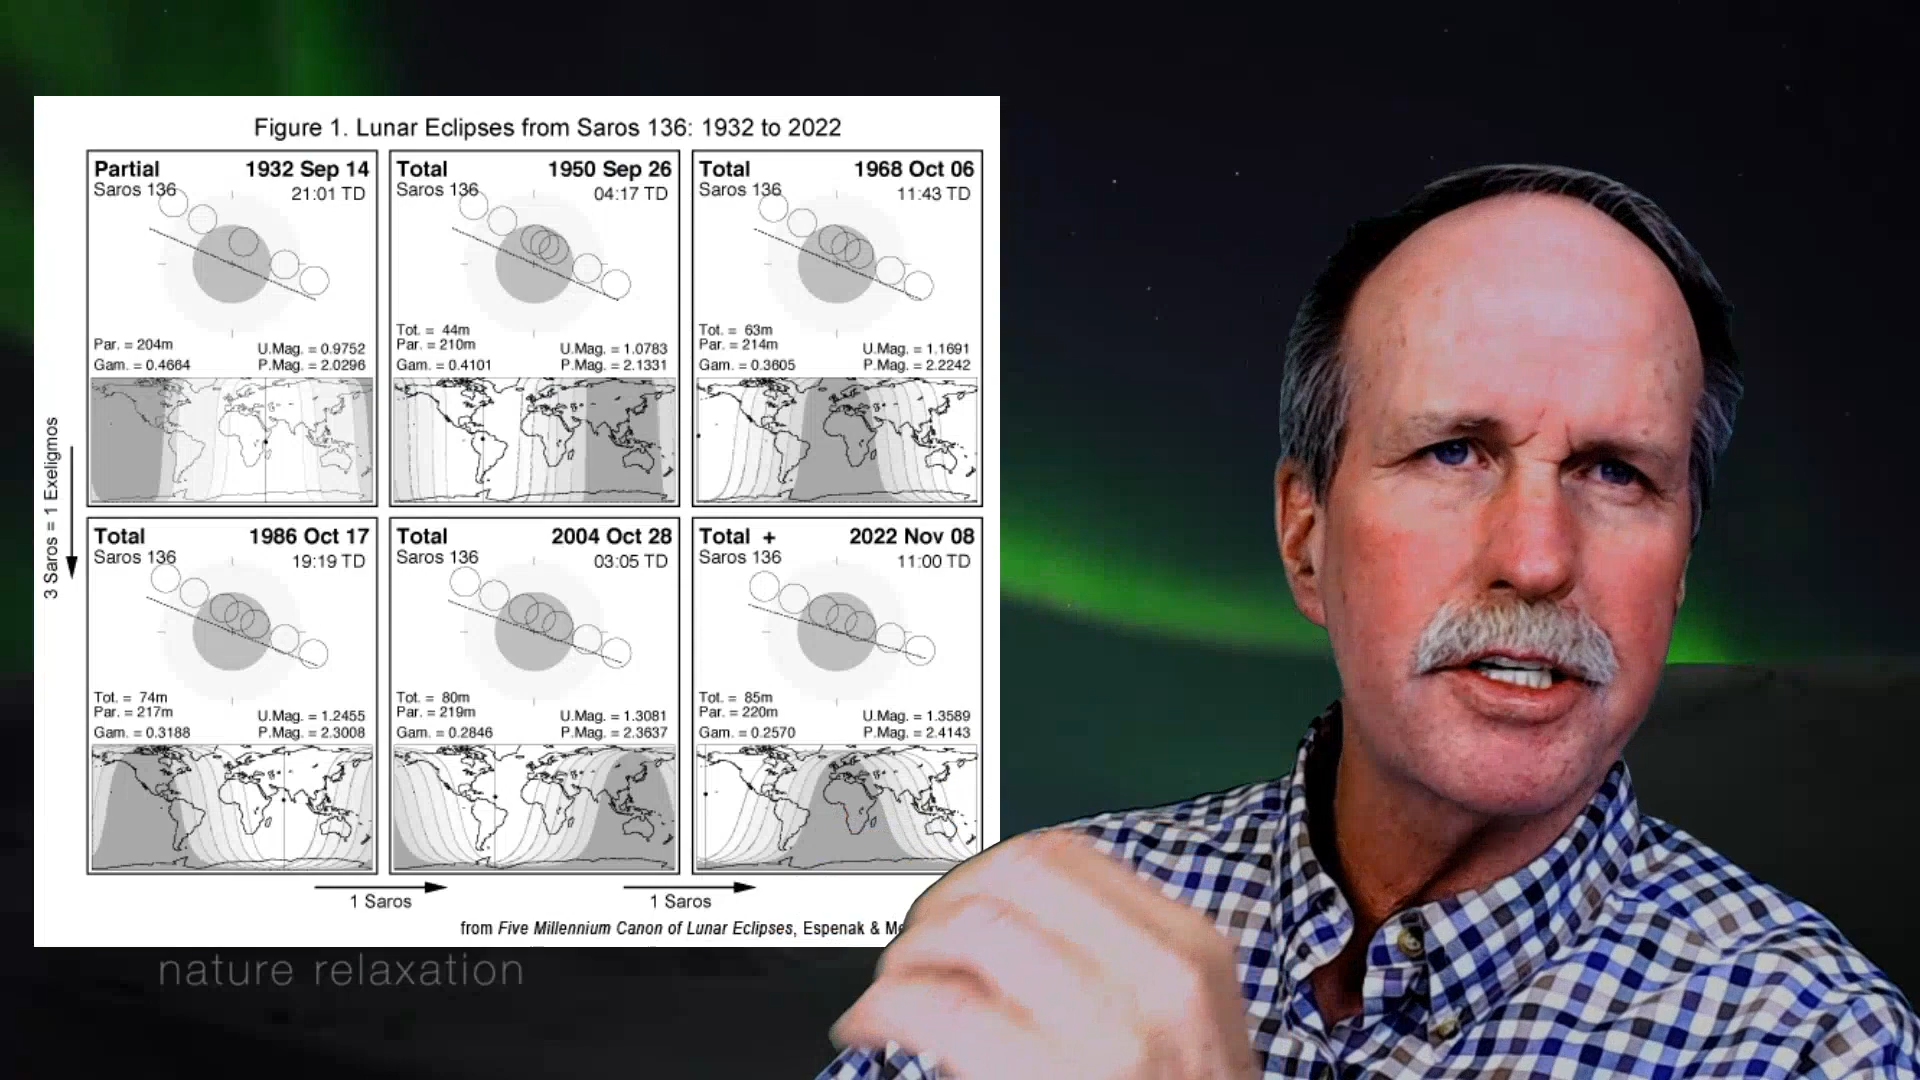 Figure 1. Lunar Eclipses from Saros 136: 1932 to 2022
Partial 1932 Sep 14
Saros 136 21:01 TD
Par. = 204m U.Mag. = 0.9752
Gam. = 0.4664 P.Mag. = 2.0296
Total 1950 Sep 26
Saros 136 04:17 TD
Tot. = 44m
Par. = 210m U.Mag. = 1.0783
Gam. = 0.4101 P.Mag. = 2.1331
Total 1968 Oct 06
Saros 136 11:43 TD
Tot. = 63m
Par. = 214m U.Mag. = 1.1691
Gam. = 0.3605 P.Mag. = 2.2242
3 Saros = 1 Exeligmos
Total 1986 Oct 17
Saros 136 19:19 TD
Tot. = 74m
Par. = 217m U.Mag. = 1.2455
Gam. = 0.3188 P.Mag. = 2.3008
Total 2004 Oct 28
Saros 136 03:05 TD
Tot. = 80m
Par. = 219m U.Mag. = 1.3081
Gam. = 0.2846 P.Mag. = 2.3637
Total + 2022 Nov 08
Saros 136 11:00 TD
Tot. = 85m
Par. = 220m U.Mag. = 1.3589
Gam. = 0.2570 P.Mag. = 2.4143
1 Saros 1 Saros
from Five Millennium Canon of Lunar Eclipses, Espenak &
nature relaxation